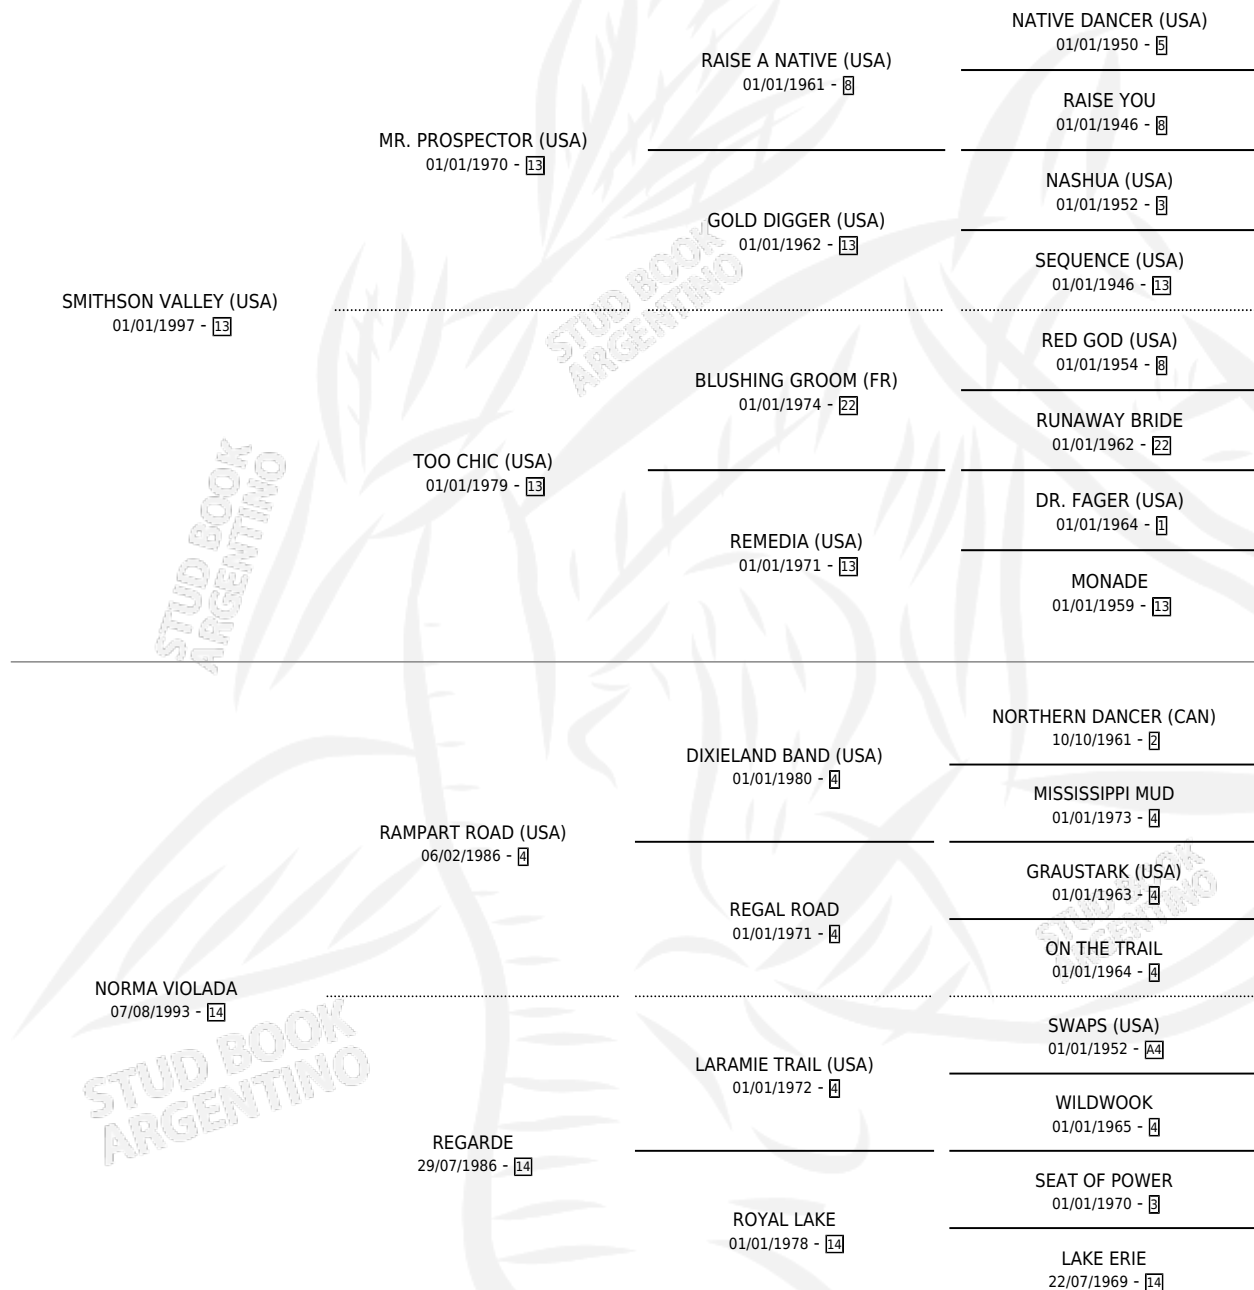 NATIVE DANCER (USA)
01/01/1950 - 5
RAISE A NATIVE (USA)
01/01/1961 - 8
RAISE YOU
01/01/1946 - 8
MR. PROSPECTOR (USA)
01/01/1970 - 13
NASHUA (USA)
01/01/1952 - 3
GOLD DIGGER (USA)
01/01/1962 - 13
SEQUENCE (USA)
01/01/1946 - 13
SMITHSON VALLEY (USA)
01/01/1997 - 13
RED GOD (USA)
01/01/1954 - 8
BLUSHING GROOM (FR)
01/01/1974 - 22
RUNAWAY BRIDE
01/01/1962 - 22
TOO CHIC (USA)
01/01/1979 - 13
DR. FAGER (USA)
01/01/1964 - 1
REMEDIA (USA)
01/01/1971 - 13
MONADE
01/01/1959 - 13
NORTHERN DANCER (CAN)
10/10/1961 - 2
DIXIELAND BAND (USA)
01/01/1980 - 4
MISSISSIPPI MUD
01/01/1973 - 4
RAMPART ROAD (USA)
06/02/1986 - 4
GRAUSTARK (USA)
01/01/1963 - 4
REGAL ROAD
01/01/1971 - 4
ON THE TRAIL
01/01/1964 - 4
NORMA VIOLADA
07/08/1993 - 14
SWAPS (USA)
01/01/1952 - A4
LARAMIE TRAIL (USA)
01/01/1972 - 4
WILDWOOK
01/01/1965 - 4
REGARDE
29/07/1986 - 14
SEAT OF POWER
01/01/1970 - 3
ROYAL LAKE
01/01/1978 - 14
LAKE ERIE
22/07/1969 - 14
STUD BOOK
ARGENTINO
STUD BOOK
ARGENTINO
STUD BOOK
ARGENTINO
STUD BOOK
ARGENTINO